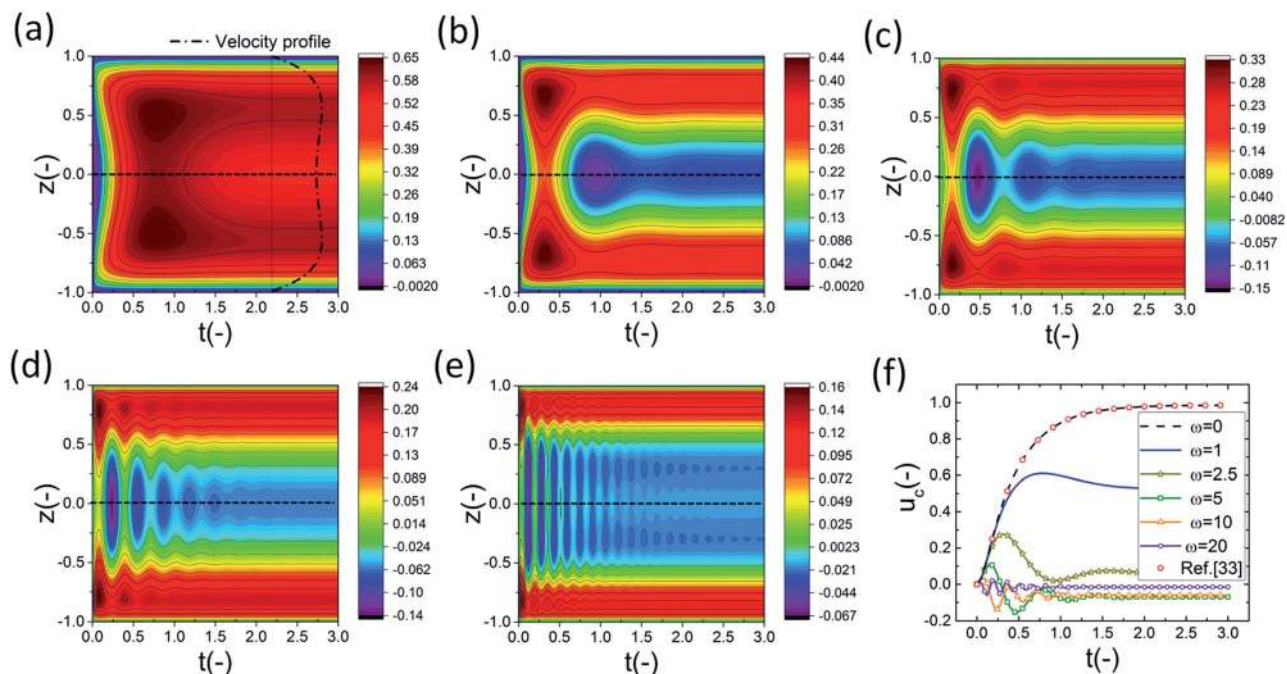 (a)
Velocity profile
1.0
0.5
0.0
-0.5
-1.0
z(-)
0.0 0.5 1.0 1.5 2.0 2.5 3.0
t(-)
0.65
0.58
0.52
0.45
0.39
0.32
0.26
0.19
0.13
0.063
-0.0020
(b)
1.0
0.5
0.0
-0.5
-1.0
z(-)
0.0 0.5 1.0 1.5 2.0 2.5 3.0
t(-)
0.44
0.40
0.35
0.31
0.26
0.22
0.17
0.13
0.086
0.042
-0.0020
(c)
1.0
0.5
0.0
-0.5
-1.0
z(-)
0.0 0.5 1.0 1.5 2.0 2.5 3.0
t(-)
0.33
0.28
0.23
0.19
0.14
0.089
0.040
-0.0082
-0.057
-0.11
-0.15
(d)
1.0
0.5
0.0
-0.5
-1.0
z(-)
0.0 0.5 1.0 1.5 2.0 2.5 3.0
t(-)
0.24
0.20
0.17
0.13
0.089
0.051
0.014
-0.024
-0.062
-0.10
-0.14
(e)
1.0
0.5
0.0
-0.5
-1.0
z(-)
0.0 0.5 1.0 1.5 2.0 2.5 3.0
t(-)
0.16
0.14
0.12
0.095
0.072
0.049
0.025
0.0023
-0.021
-0.044
-0.067
(f)
1.0
0.8
0.6
0.4
0.2
0.0
-0.2
u_c(-)
0.0 0.5 1.0 1.5 2.0 2.5 3.0
t(-)
ω=0
ω=1
ω=2.5
ω=5
ω=10
ω=20
Ref.[33]